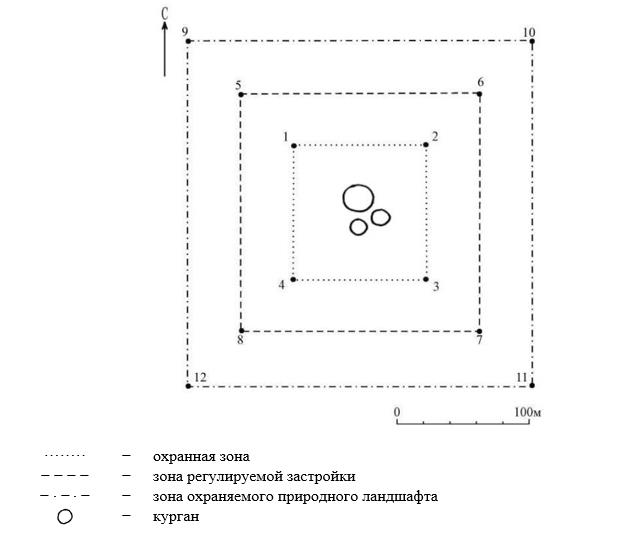 С
9 10
5 6
1 2
4 3
8 7
12 11
0 100м
– охранная зона
– зона регулируемой застройки
– зона охраняемого природного ландшафта
– курган